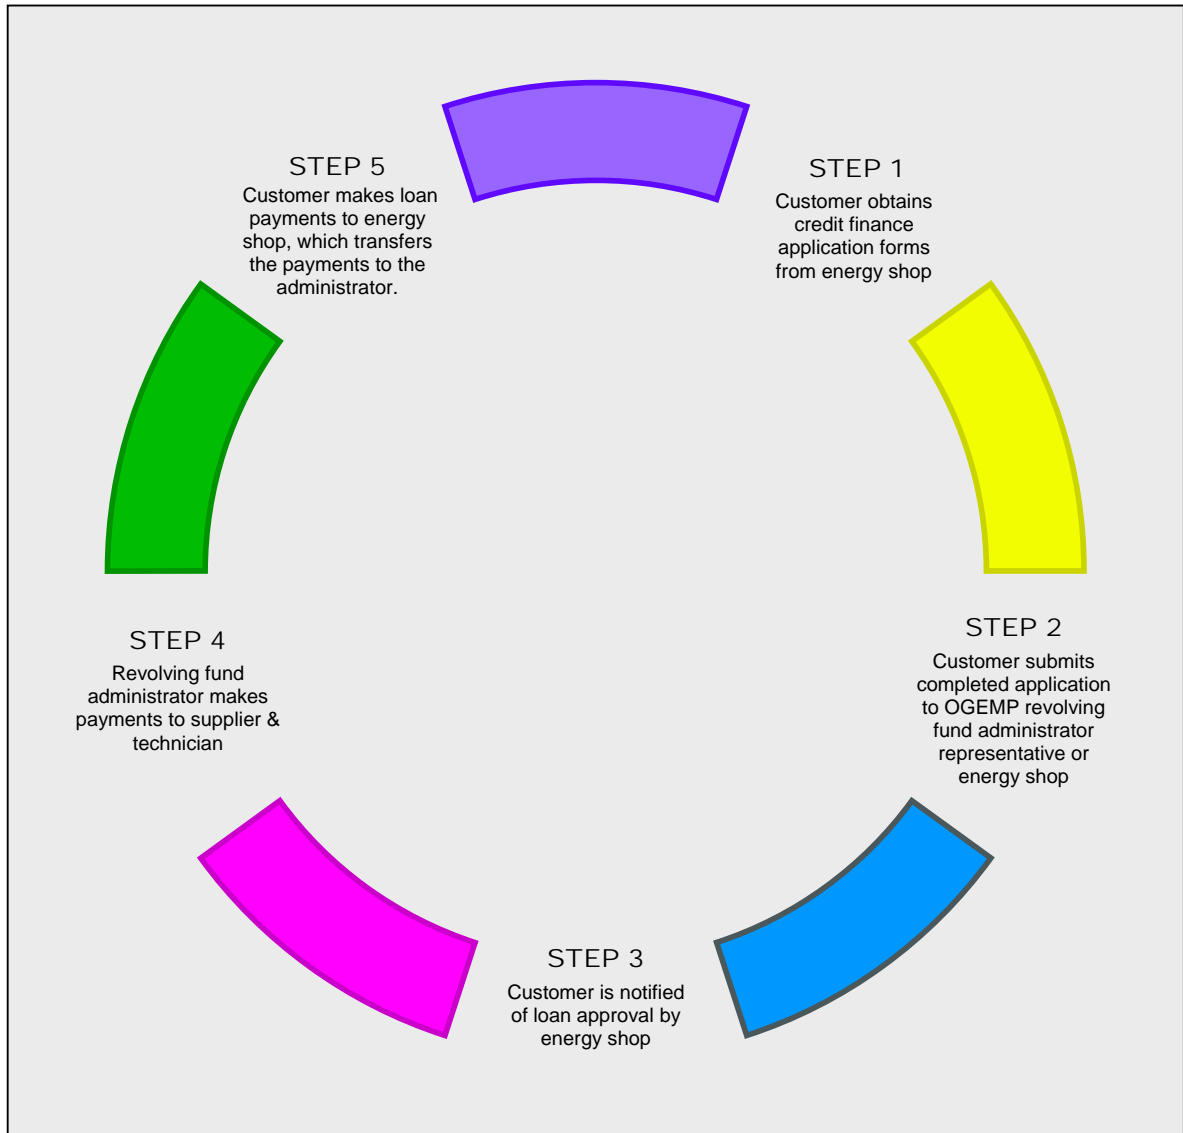 STEP 1
Customer obtains
credit finance
application forms
from energy shop
STEP 2
Customer submits
completed application
to OGEMP revolving
fund administrator
representative or
energy shop
STEP 3
Customer is notified
of loan approval by
energy shop
STEP 4
Revolving fund
administrator makes
payments to supplier &
technician
STEP 5
Customer makes loan
payments to energy
shop, which transfers
the payments to the
administrator.